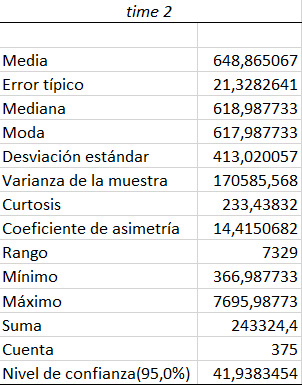 time 2
Media 648,865067
Error típico 21,3282641
Mediana 618,987733
Moda 617,987733
Desviación estándar 413,020057
Varianza de la muestra 170585,568
Curtosis 233,43832
Coeficiente de asimetría 14,4150682
Rango 7329
Mínimo 366,987733
Máximo 7695,98773
Suma 243324,4
Cuenta 375
Nivel de confianza(95,0%) 41,9383454